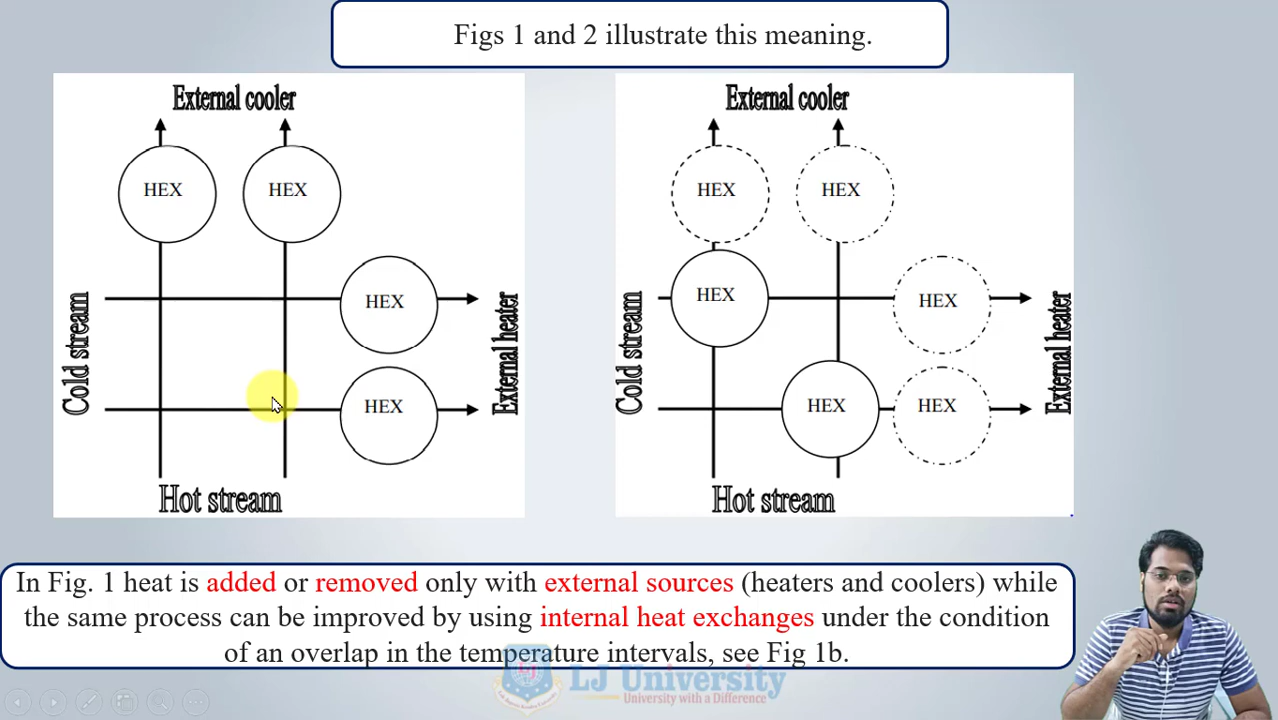 Figs 1 and 2 illustrate this meaning.
External cooler
HEX
HEX
HEX
HEX
Cold stream
External heater
Hot stream
External cooler
HEX
HEX
HEX
HEX
HEX
HEX
Cold stream
External heater
Hot stream
In Fig. 1 heat is added or removed only with external sources (heaters and coolers) while
the same process can be improved by using internal heat exchanges under the condition
of an overlap in the temperature intervals, see Fig 1b.
LJ University
University with a Difference